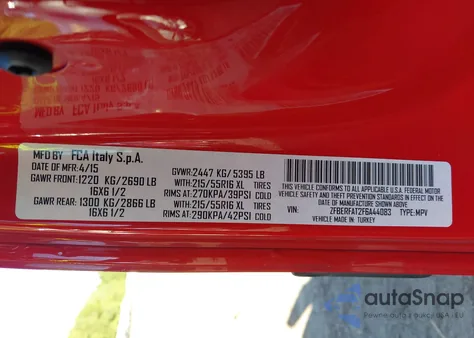 MFD BY FCA Italy S.p.A.
DATE OF MFR: 4/15
GVWR: 2447 KG/5395 LB
GAWR FRONT: 1220 KG/2690 LB
16X6 1/2
WITH: 215/55R16 XL TIRES
RIMS AT: 270KPA/39PSI COLD
GAWR REAR: 1300 KG/2866 LB
16X6 1/2
WITH: 215/55R16 XL TIRES
RIMS AT: 290KPA/42PSI COLD
THIS VEHICLE CONFORMS TO ALL APPLICABLE U.S.A. FEDERAL MOTOR
VEHICLE SAFETY AND THEFT PREVENTION STANDARDS IN EFFECT ON
THE DATE OF MANUFACTURE SHOWN ABOVE.
VIN: ZFBERFAT2F6A44083 TYPE: MPV
VEHICLE MADE IN: TURKEY
autoSnap